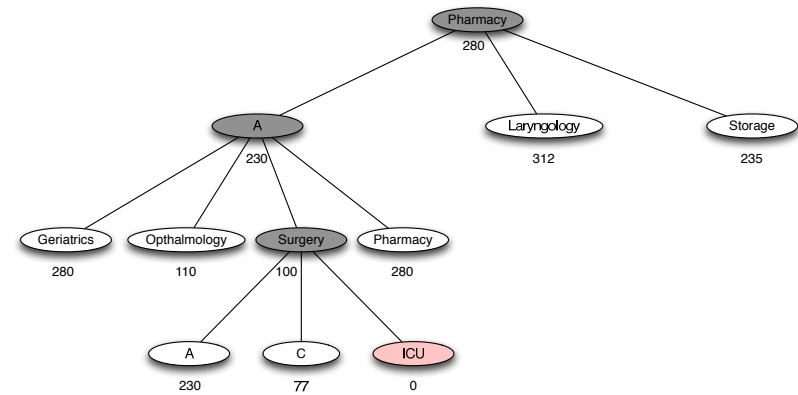 Pharmacy
280
A
230
Laryngology
312
Storage
235
Geriatrics
280
Opthalmology
110
Surgery
100
Pharmacy
280
A
230
C
77
ICU
0